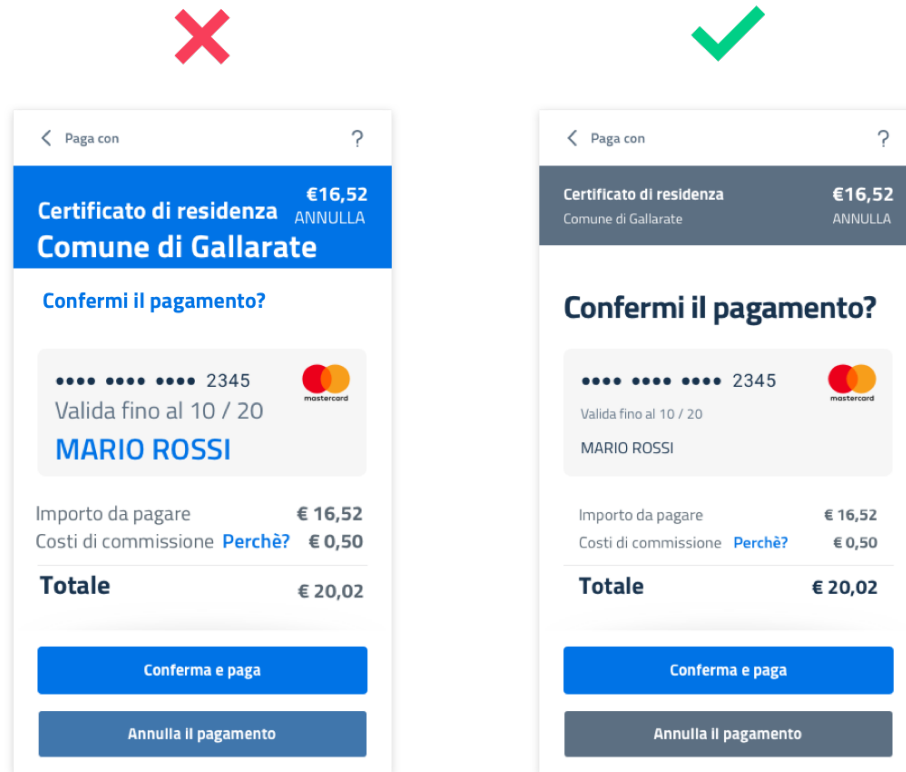 Paga con ?
Certificato di residenza €16,52
ANNULLA
Comune di Gallarate
Confermi il pagamento?
•••• •••• •••• 2345
mastercard
Valida fino al 10 / 20
MARIO ROSSI
Importo da pagare € 16,52
Costi di commissione Perchè? € 0,50
Totale € 20,02
Conferma e paga
Annulla il pagamento
Paga con ?
Certificato di residenza €16,52
Comune di Gallarate ANNULLA
Confermi il pagamento?
•••• •••• •••• 2345
mastercard
Valida fino al 10 / 20
MARIO ROSSI
Importo da pagare € 16,52
Costi di commissione Perchè? € 0,50
Totale € 20,02
Conferma e paga
Annulla il pagamento